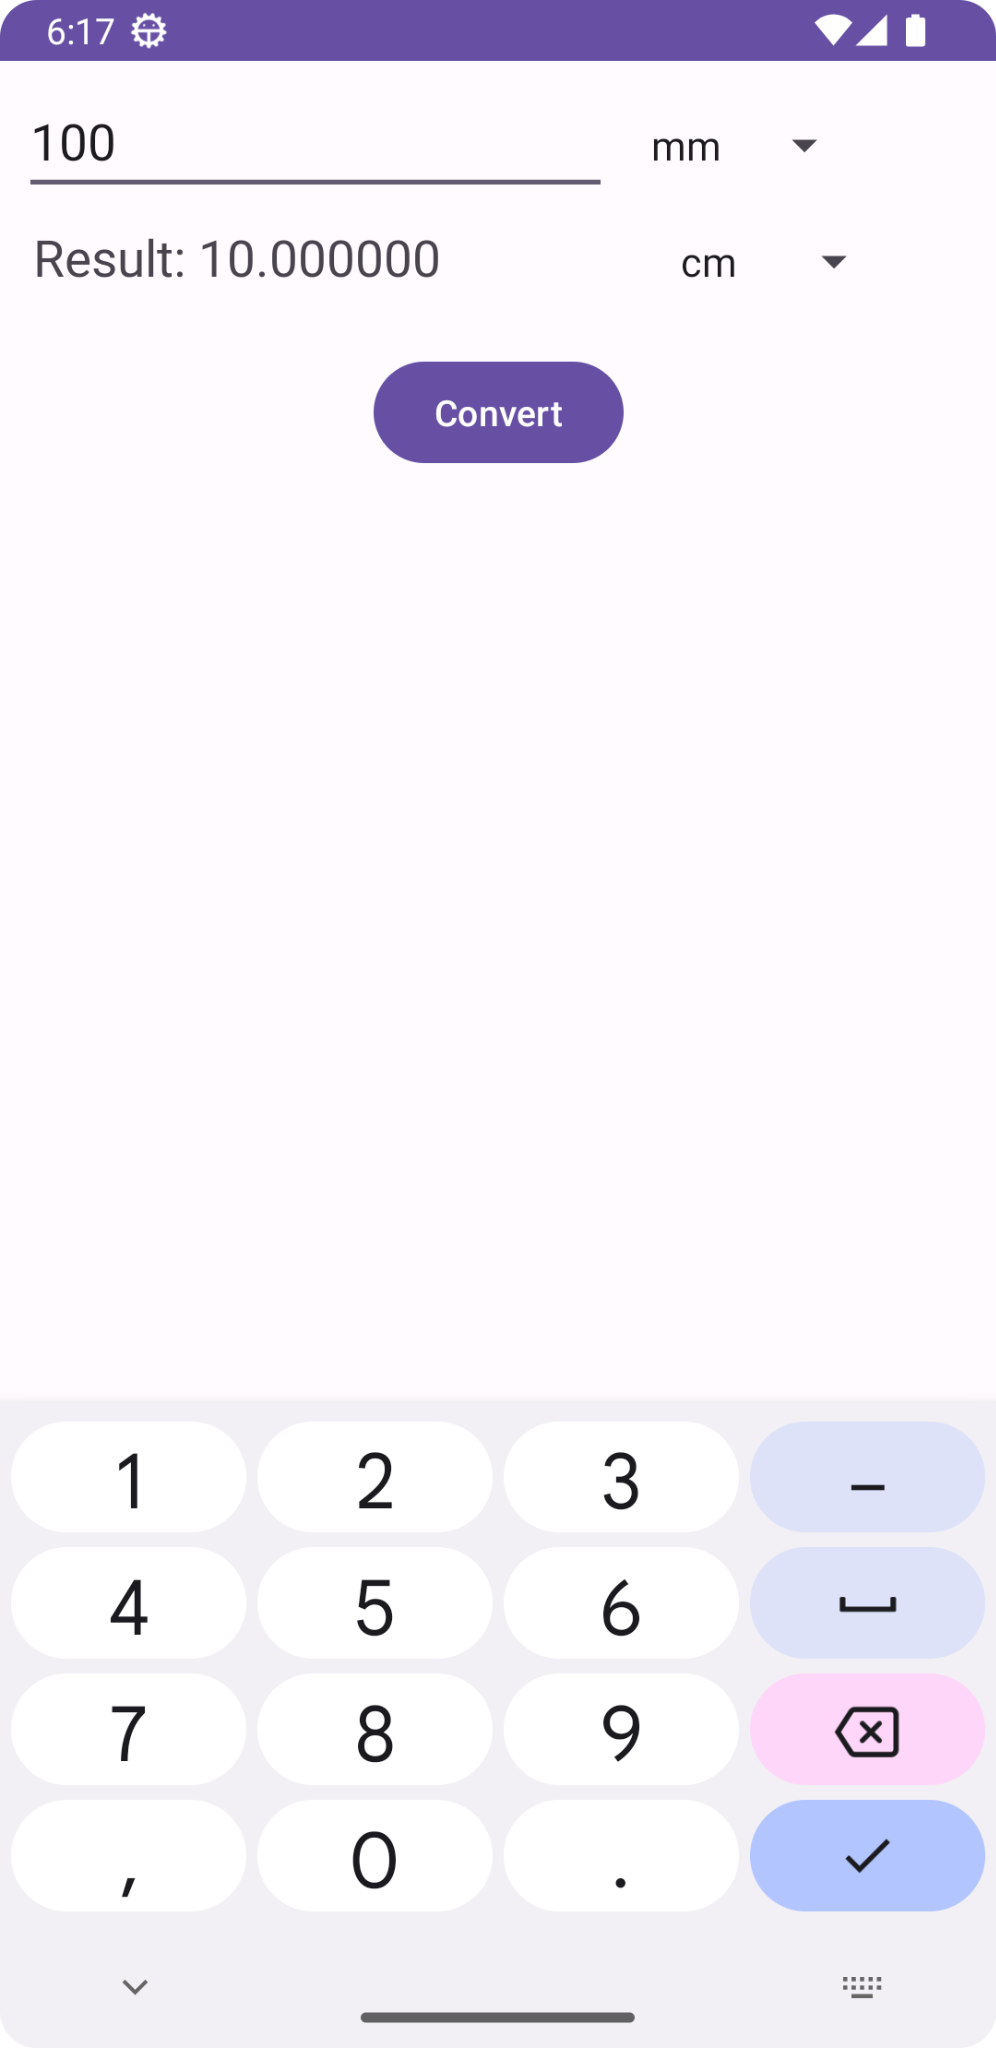 6:17
100 mm
Result: 10.000000 cm
Convert
1 2 3 –
4 5 6
7 8 9
, 0 .